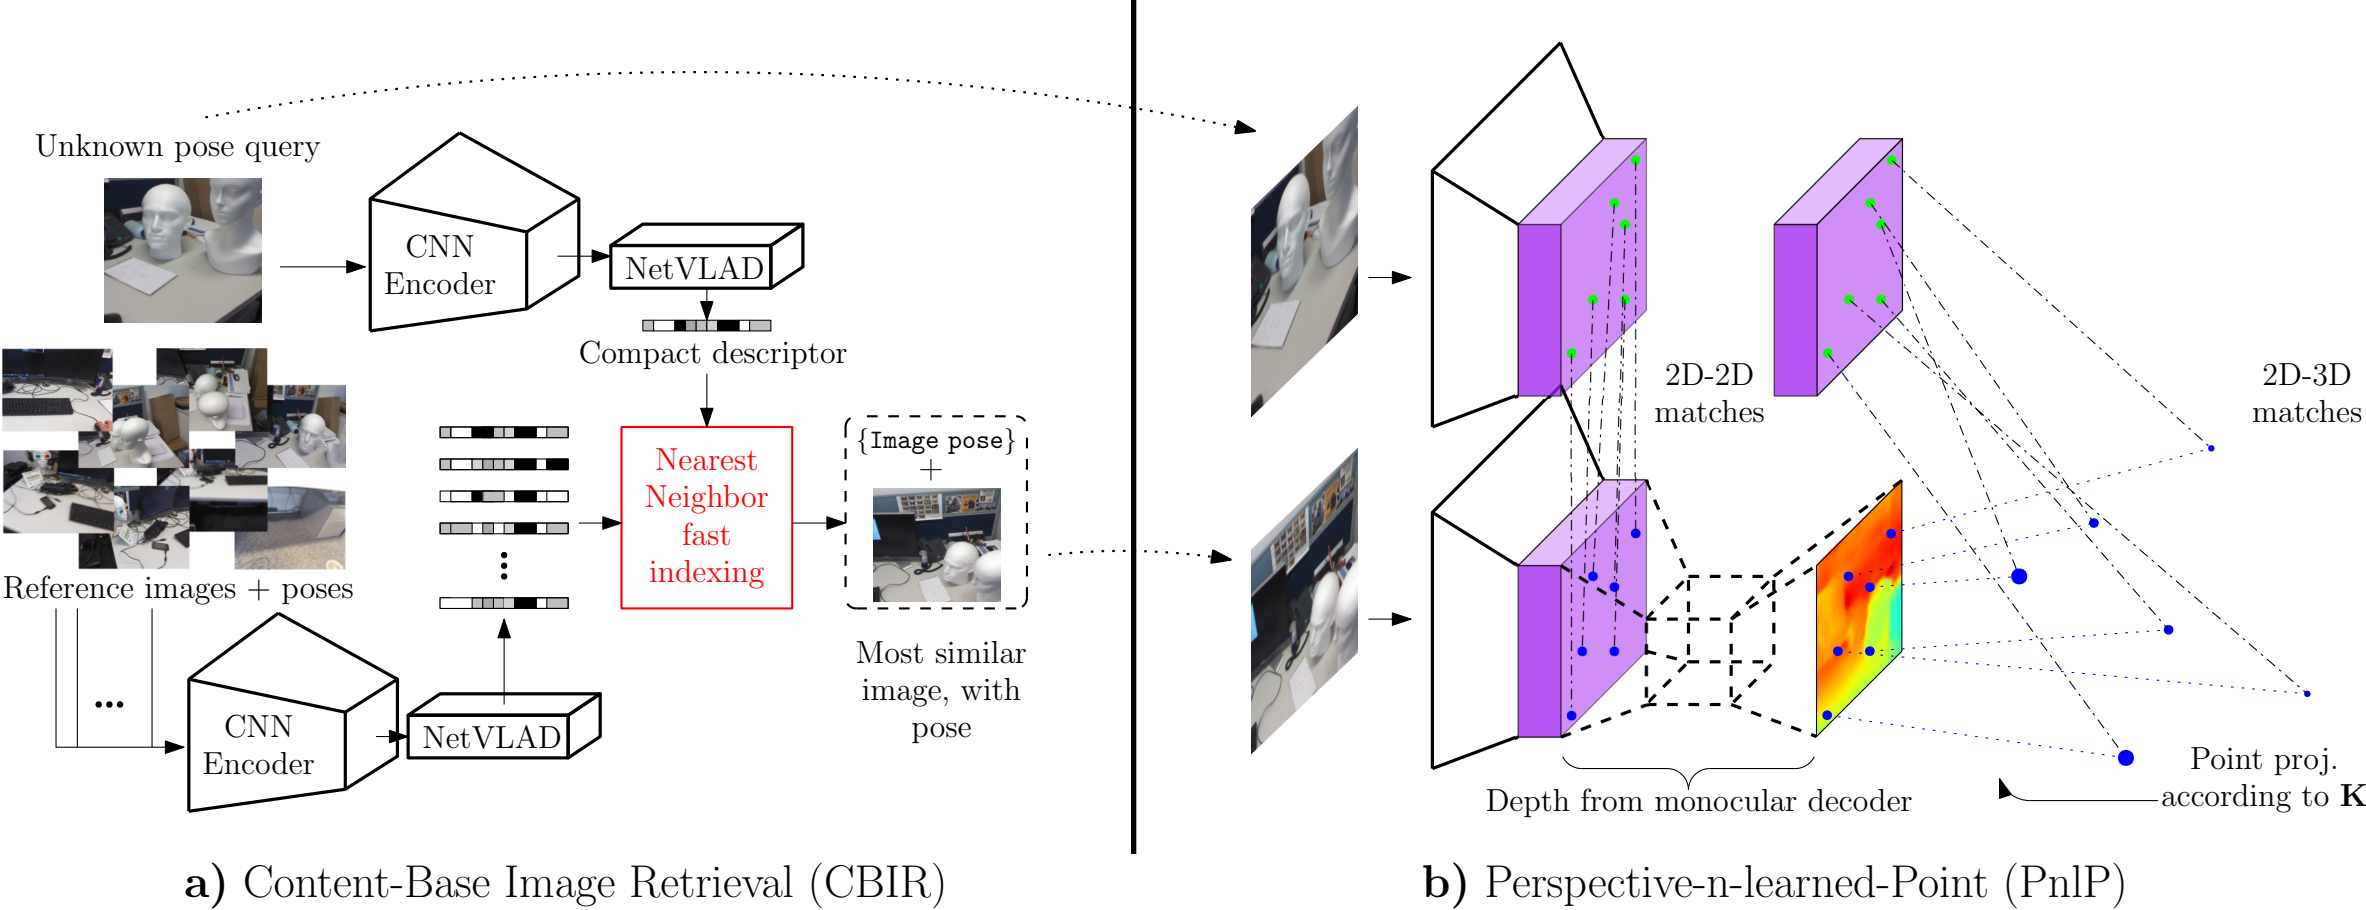 Unknown pose query
CNN
Encoder
NetVLAD
Compact descriptor
Nearest
Neighbor
fast
indexing
{Image pose}
+
Most similar
image, with
pose
Reference images + poses
...
CNN
Encoder
NetVLAD
a) Content-Base Image Retrieval (CBIR)
2D-2D
matches
2D-3D
matches
Depth from monocular decoder
Point proj.
according to K
b) Perspective-n-learned-Point (PnlP)